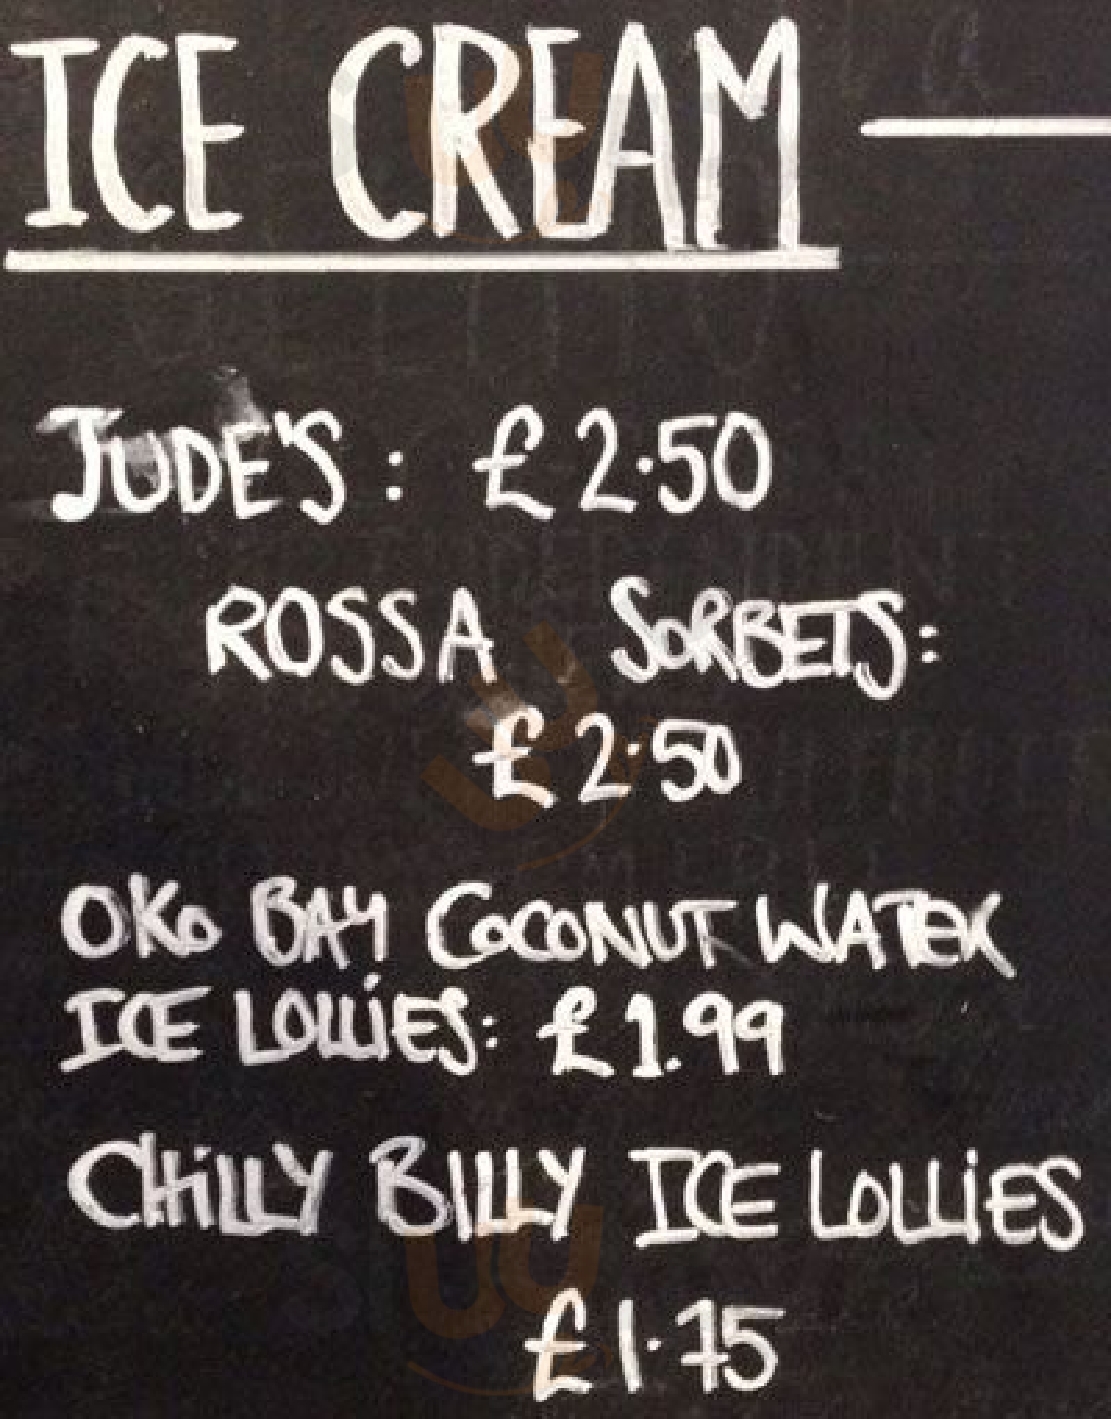 ICE CREAM
JUDE'S: £2.50
ROSSA SORBETS:
£2.50
OKO BAY COCONUT WATER
ICE LOLLIES: £1.99
CHiLLY BILLY ICE LOLLiES
£1.75